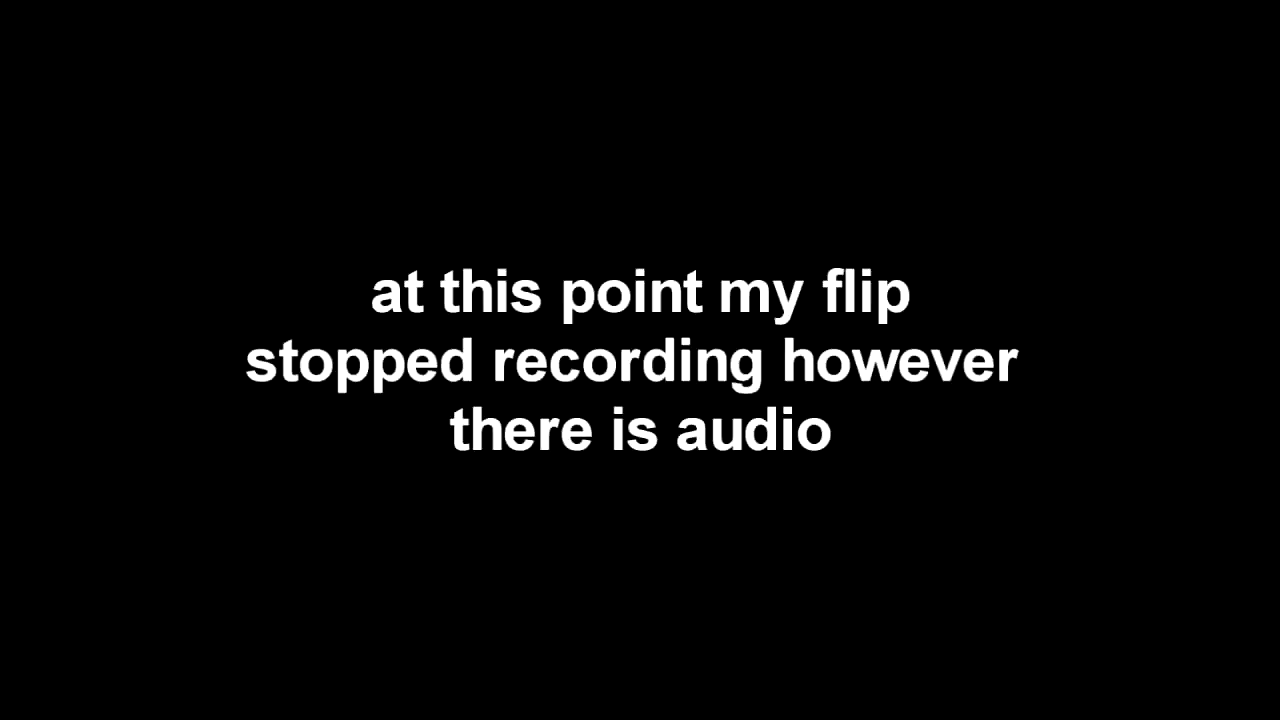 at this point my flip
stopped recording however
there is audio